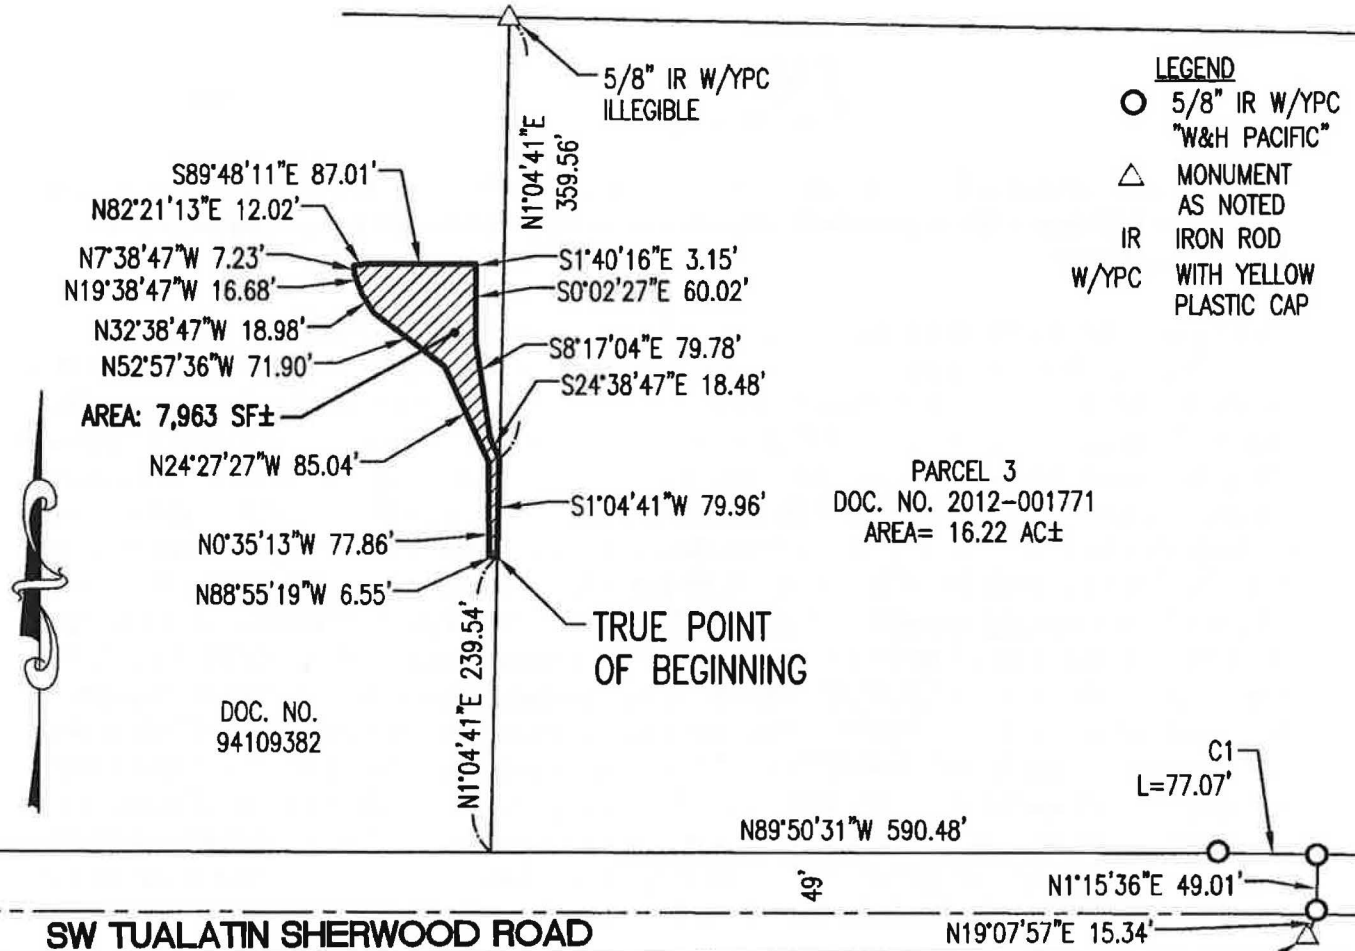 5/8" IR W/YPC
ILLEGIBLE
LEGEND
5/8" IR W/YPC
"W&H PACIFIC"
MONUMENT
AS NOTED
IR IRON ROD
W/YPC WITH YELLOW
PLASTIC CAP
N1°04'41"E
359.56'
S89°48'11"E 87.01'
N82°21'13"E 12.02'
N7°38'47"W 7.23'
N19°38'47"W 16.68'
N32°38'47"W 18.98'
N52°57'36"W 71.90'
AREA: 7,963 SF±
N24°27'27"W 85.04'
N0°35'13"W 77.86'
N88°55'19"W 6.55'
S1°40'16"E 3.15'
S0°02'27"E 60.02'
S8°17'04"E 79.78'
S24°38'47"E 18.48'
S1°04'41"W 79.96'
PARCEL 3
DOC. NO. 2012-001771
AREA= 16.22 AC±
TRUE POINT
OF BEGINNING
N1°04'41"E 239.54'
DOC. NO.
94109382
C1
L=77.07'
N89°50'31"W 590.48'
49'
N1°15'36"E 49.01'
N19°07'57"E 15.34'
SW TUALATIN SHERWOOD ROAD